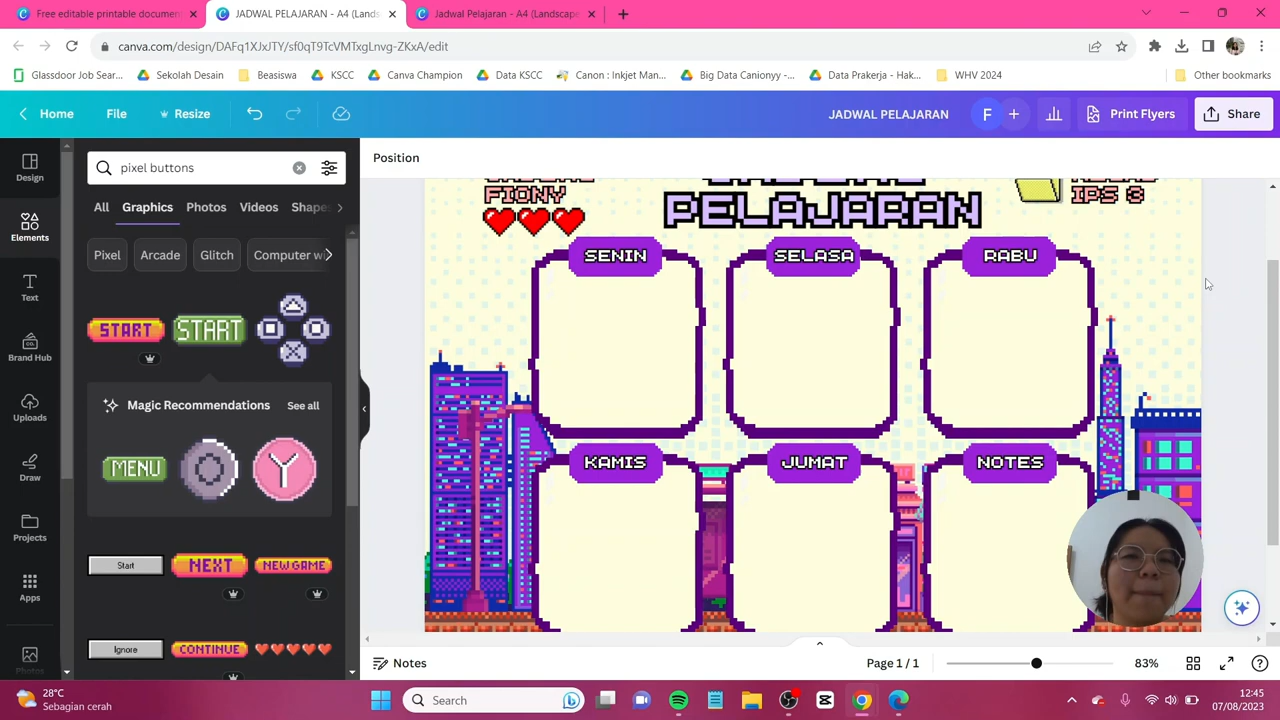 Free editable printable documen
JADWAL PELAJARAN - A4 (Lands
Jadwal Pelajaran - A4 (Landscape
canva.com/design/DAFq1XJxJTY/sf0qT9TcVMTxgLnvg-ZKxA/edit
Glassdoor Job Sear...
Sekolah Desain
Beasiswa
KSCC
Canva Champion
Data KSCC
Canon : Inkjet Man...
Big Data Canionyy -...
Data Prakerja - Hak...
WHV 2024
Other bookmarks
Home
File
Resize
JADWAL PELAJARAN
F
Print Flyers
Share
Design
Elements
Text
Brand Hub
Uploads
Draw
Projects
Apps
Photos
pixel buttons
All
Graphics
Photos
Videos
Shape
Pixel
Arcade
Glitch
Computer wi
START
START
Magic Recommendations
See all
MENU
Y
Start
NEXT
NEW GAME
Ignore
CONTINUE
Position
FIONY
PELAJARAN
IPS 8
SENIN
SELASA
RABU
KAMIS
JUMAT
NOTES
Notes
Page 1 / 1
83%
28°C
Sebagian cerah
Search
12:45
07/08/2023